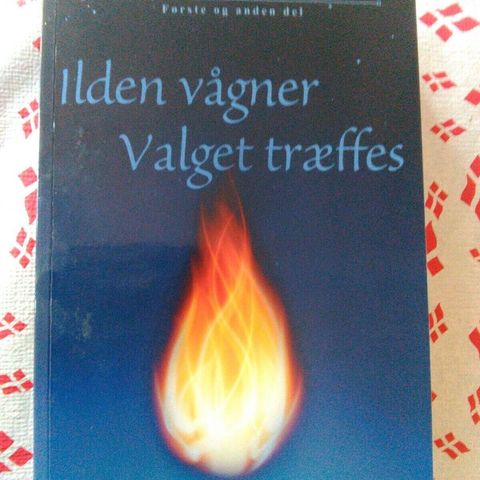 Første og anden del
Ilden vågner
Valget træffes